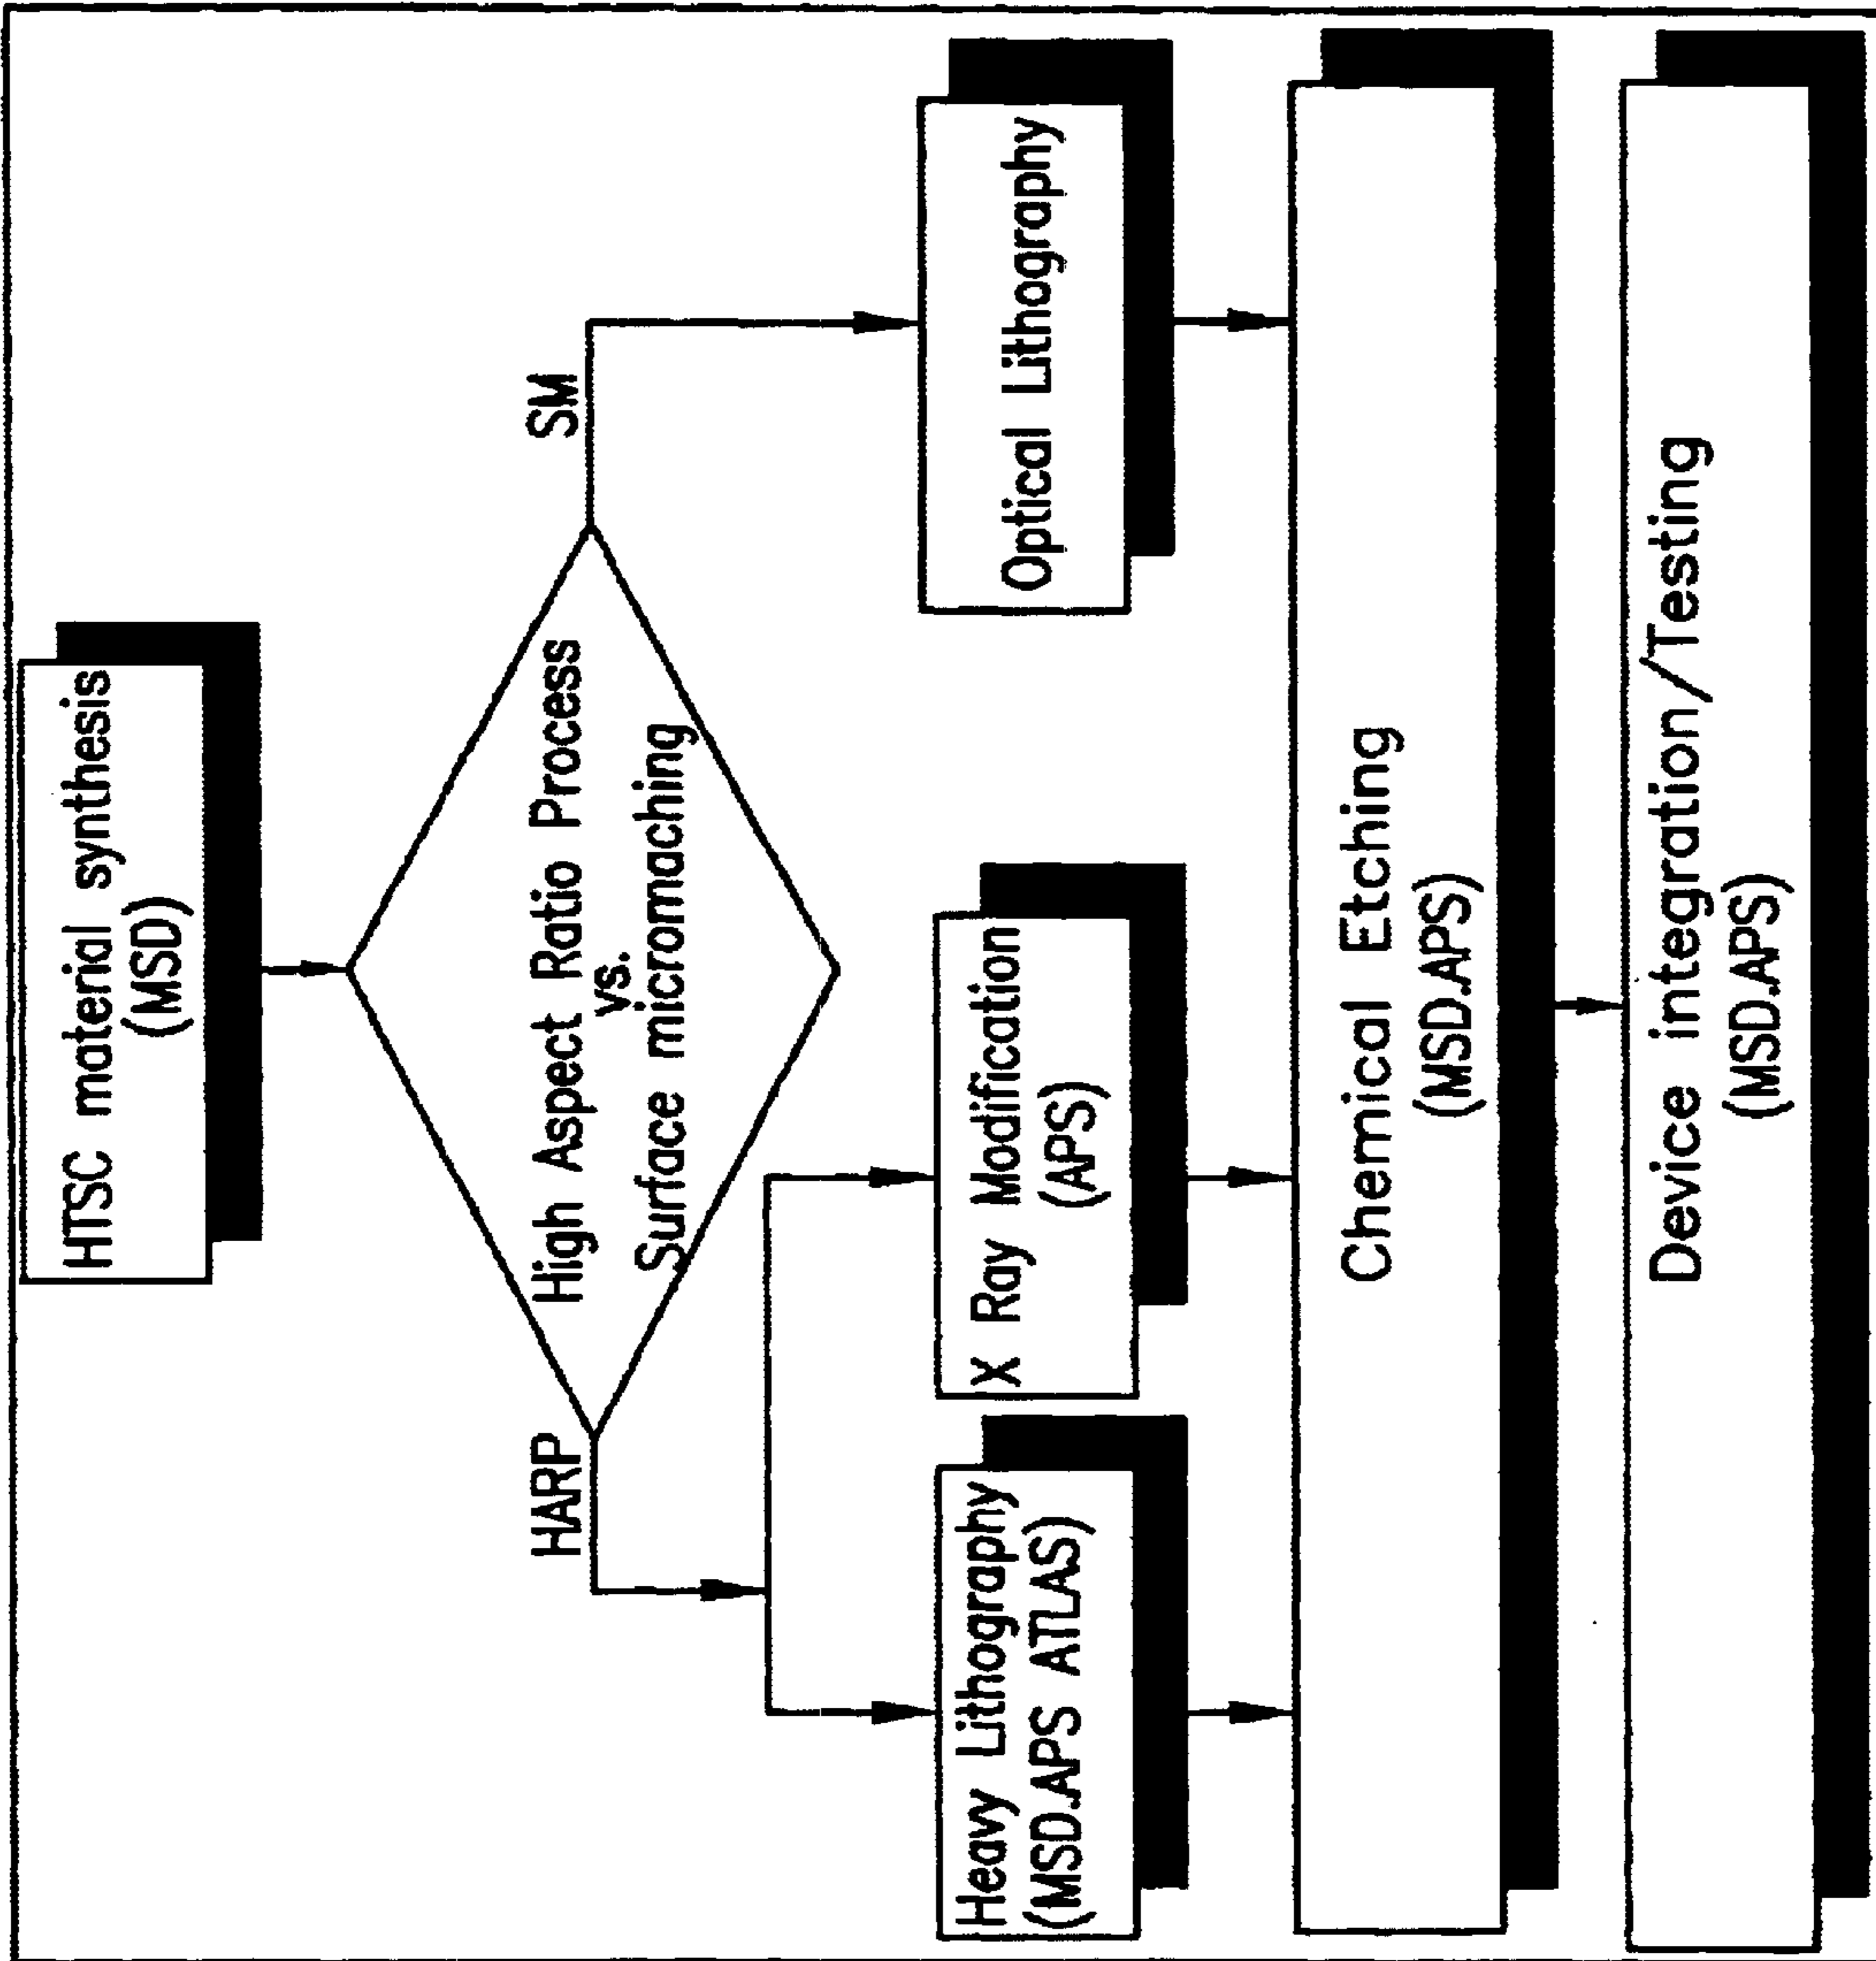 HTSC material synthesis
(MSD)
High Aspect Ratio Process
vs.
Surface micromaching
HARP
SM
Heavy Lithography
(MSD.APS ATLAS)
X Ray Modification
(APS)
Optical Lithography
Chemical Etching
(MSD.APS)
Device integration/Testing
(MSD.APS)